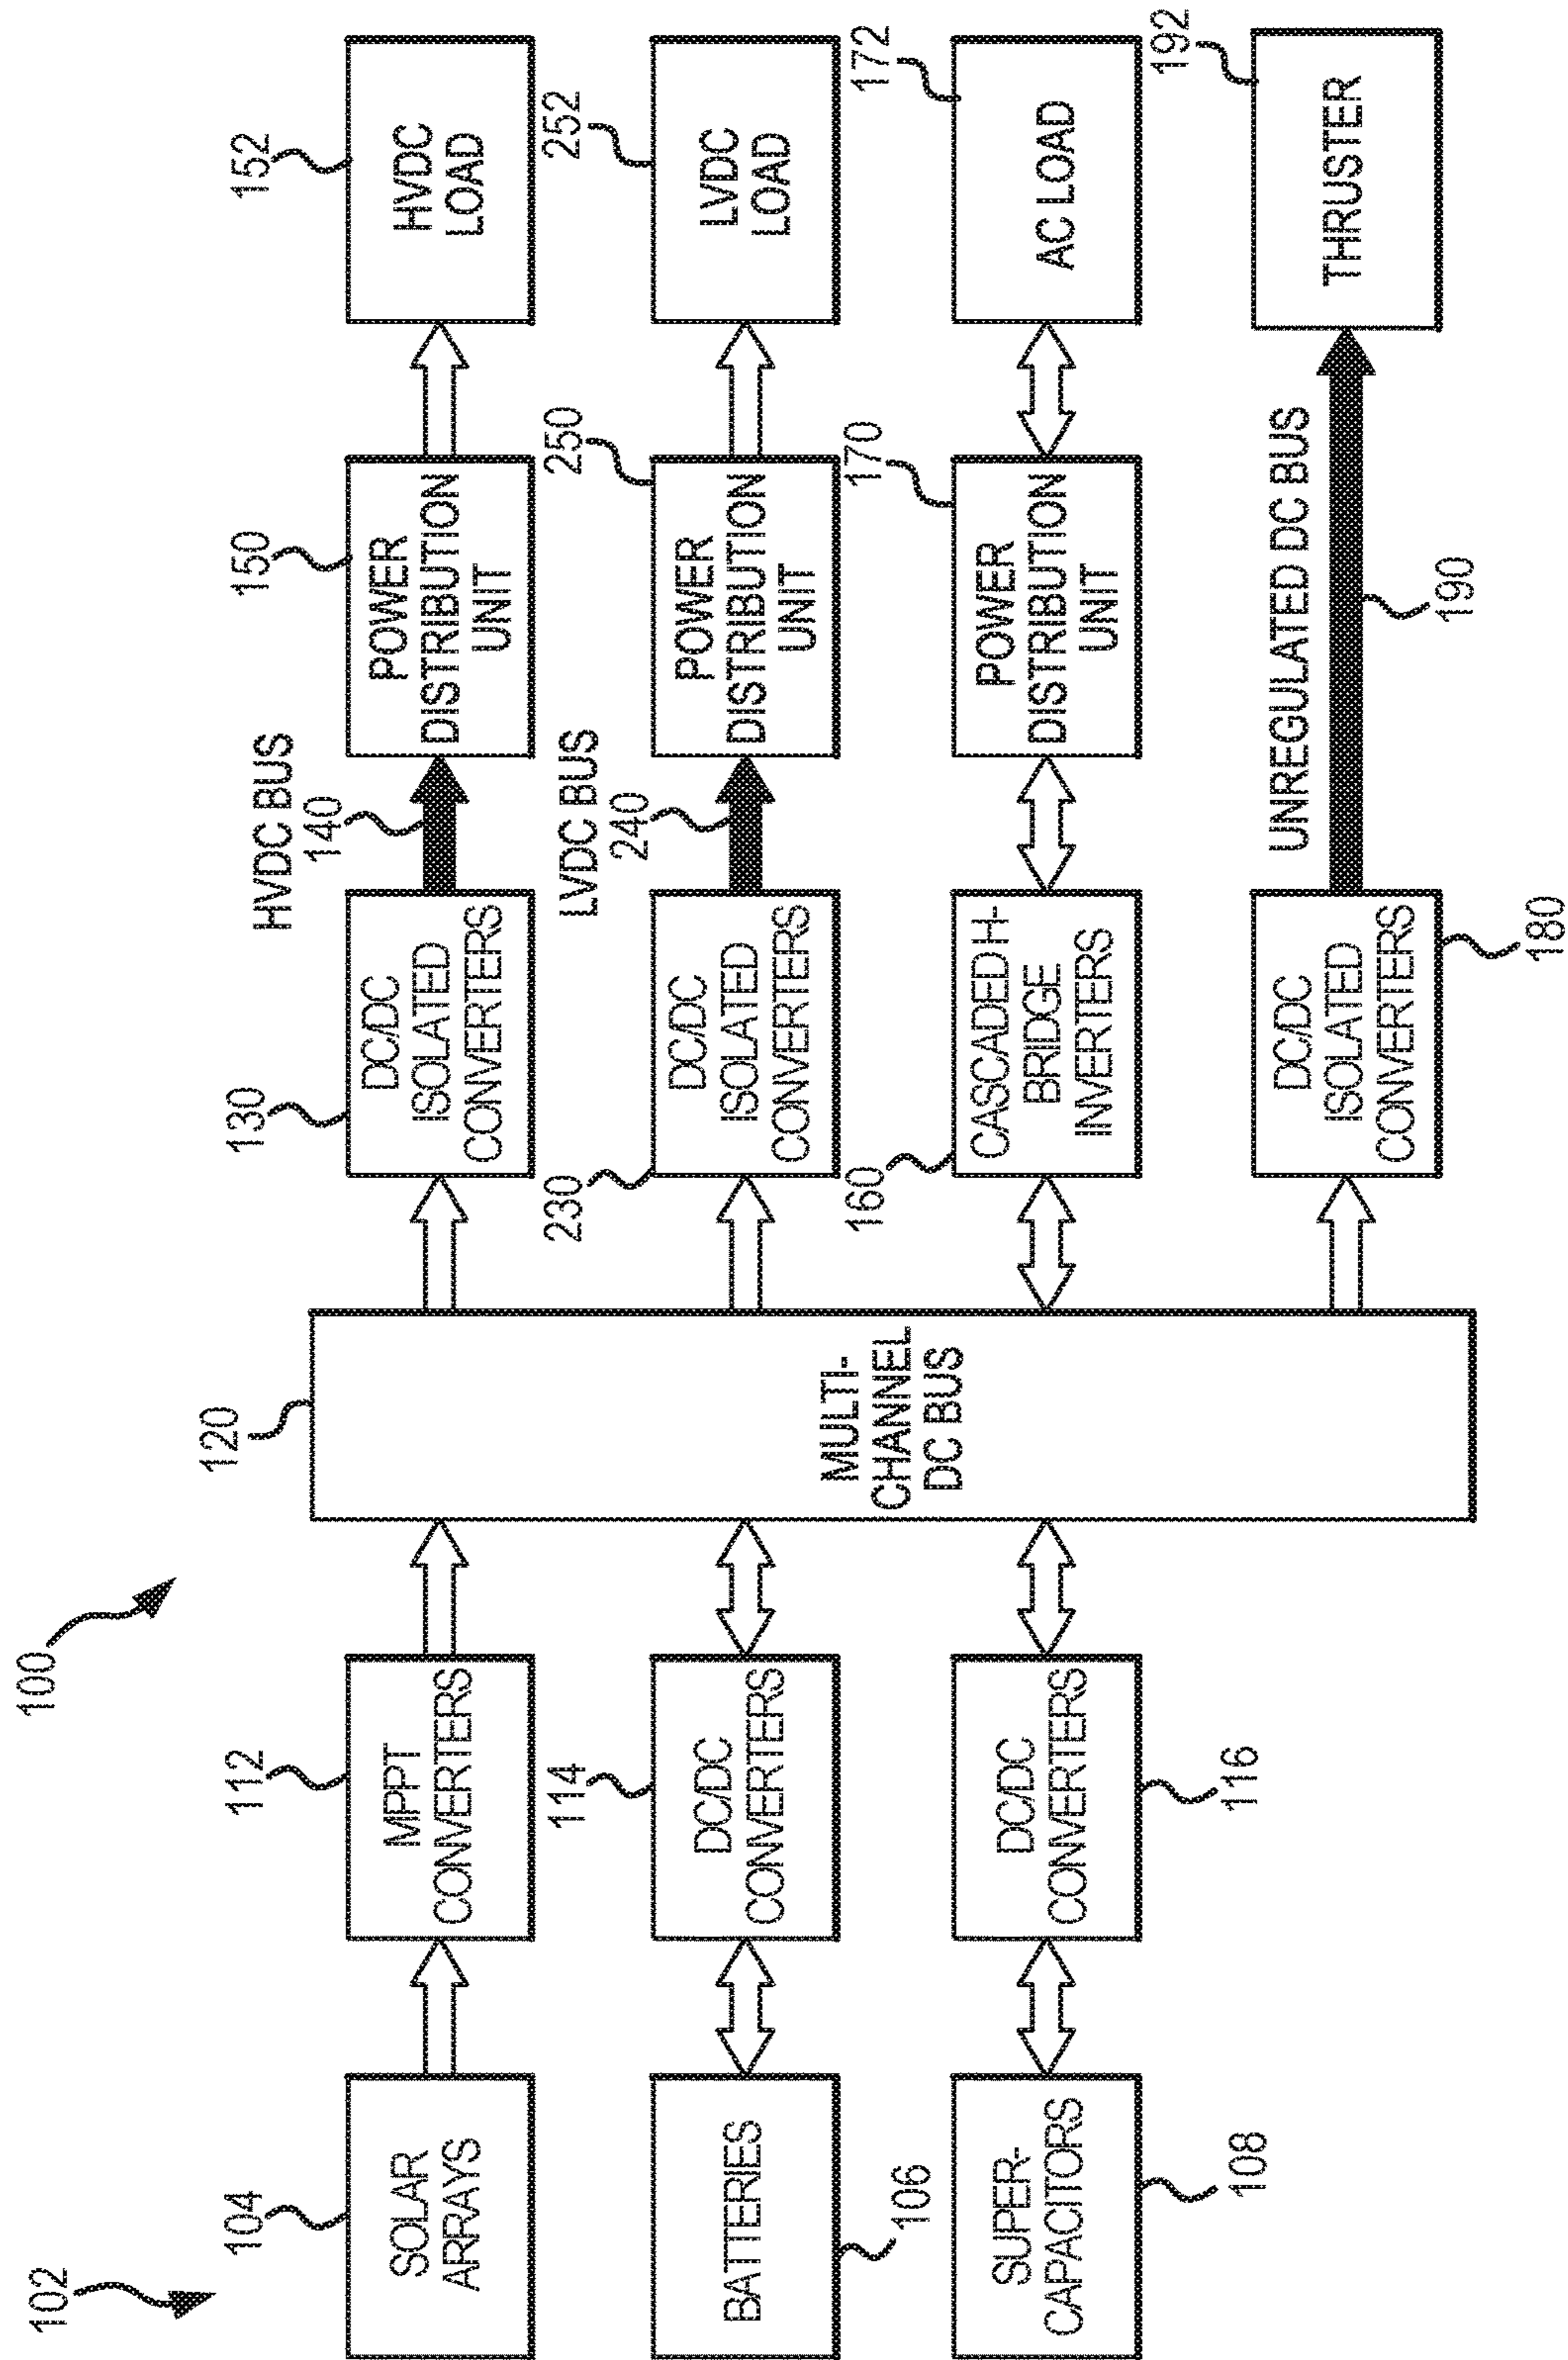 100
102
104
SOLAR
ARRAYS
112
MPPT
CONVERTERS
120
MULTI-
CHANNEL
DC BUS
130
DC/DC
ISOLATED
CONVERTERS
HVDC BUS
140
150
POWER
DISTRIBUTION
UNIT
152
HVDC
LOAD
BATTERIES
106
114
DC/DC
CONVERTERS
230
DC/DC
ISOLATED
CONVERTERS
LVDC BUS
240
250
POWER
DISTRIBUTION
UNIT
252
LVDC
LOAD
SUPER-
CAPACITORS
108
DC/DC
CONVERTERS
116
160
CASCADED H-
BRIDGE
INVERTERS
170
POWER
DISTRIBUTION
UNIT
172
AC LOAD
DC/DC
ISOLATED
CONVERTERS
180
UNREGULATED DC BUS
190
192
THRUSTER